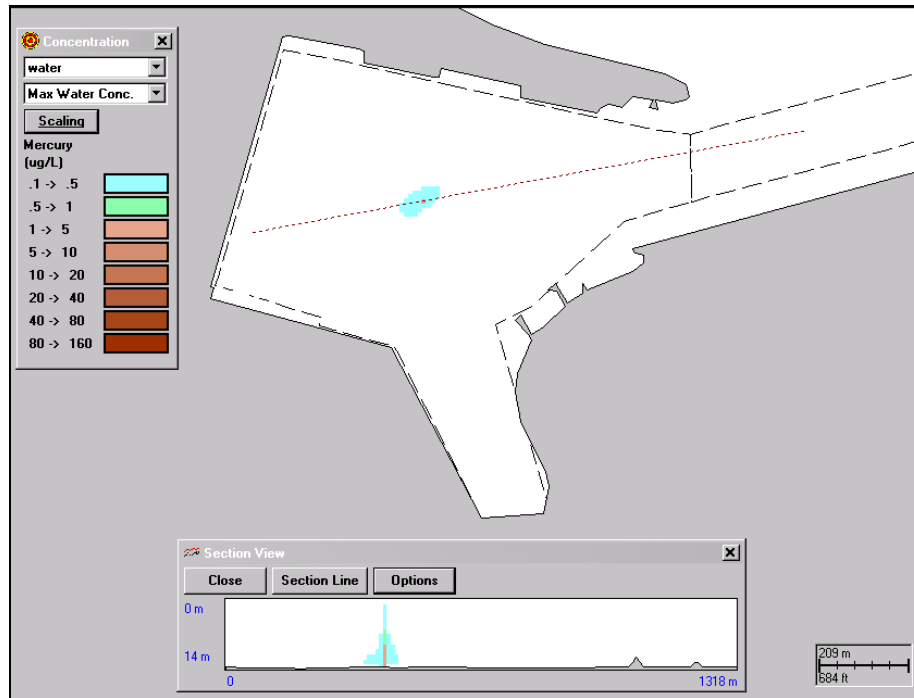 Concentration
water
Max Water Conc.
Scaling
Mercury
(ug/L)
.1 -> .5
.5 -> 1
1 -> 5
5 -> 10
10 -> 20
20 -> 40
40 -> 80
80 -> 160
Section View
Close Section Line Options
0 m
14 m
0 1318 m
209 m
684 ft